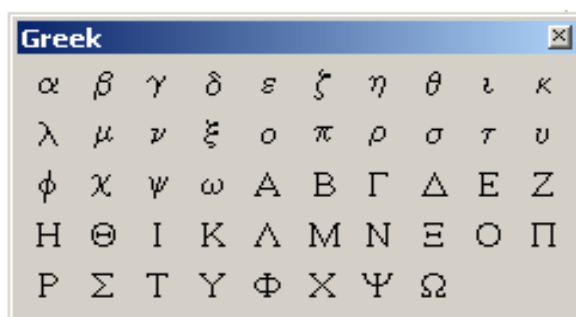 Greek
α β γ δ ε ζ η θ ι κ
λ μ ν ξ ο π ρ σ τ υ
ϕ χ ψ ω Α Β Γ Δ Ε Ζ
Η Θ Ι Κ Λ Μ Ν Ξ Ο Π
Ρ Σ Τ Υ Φ Χ Ψ Ω